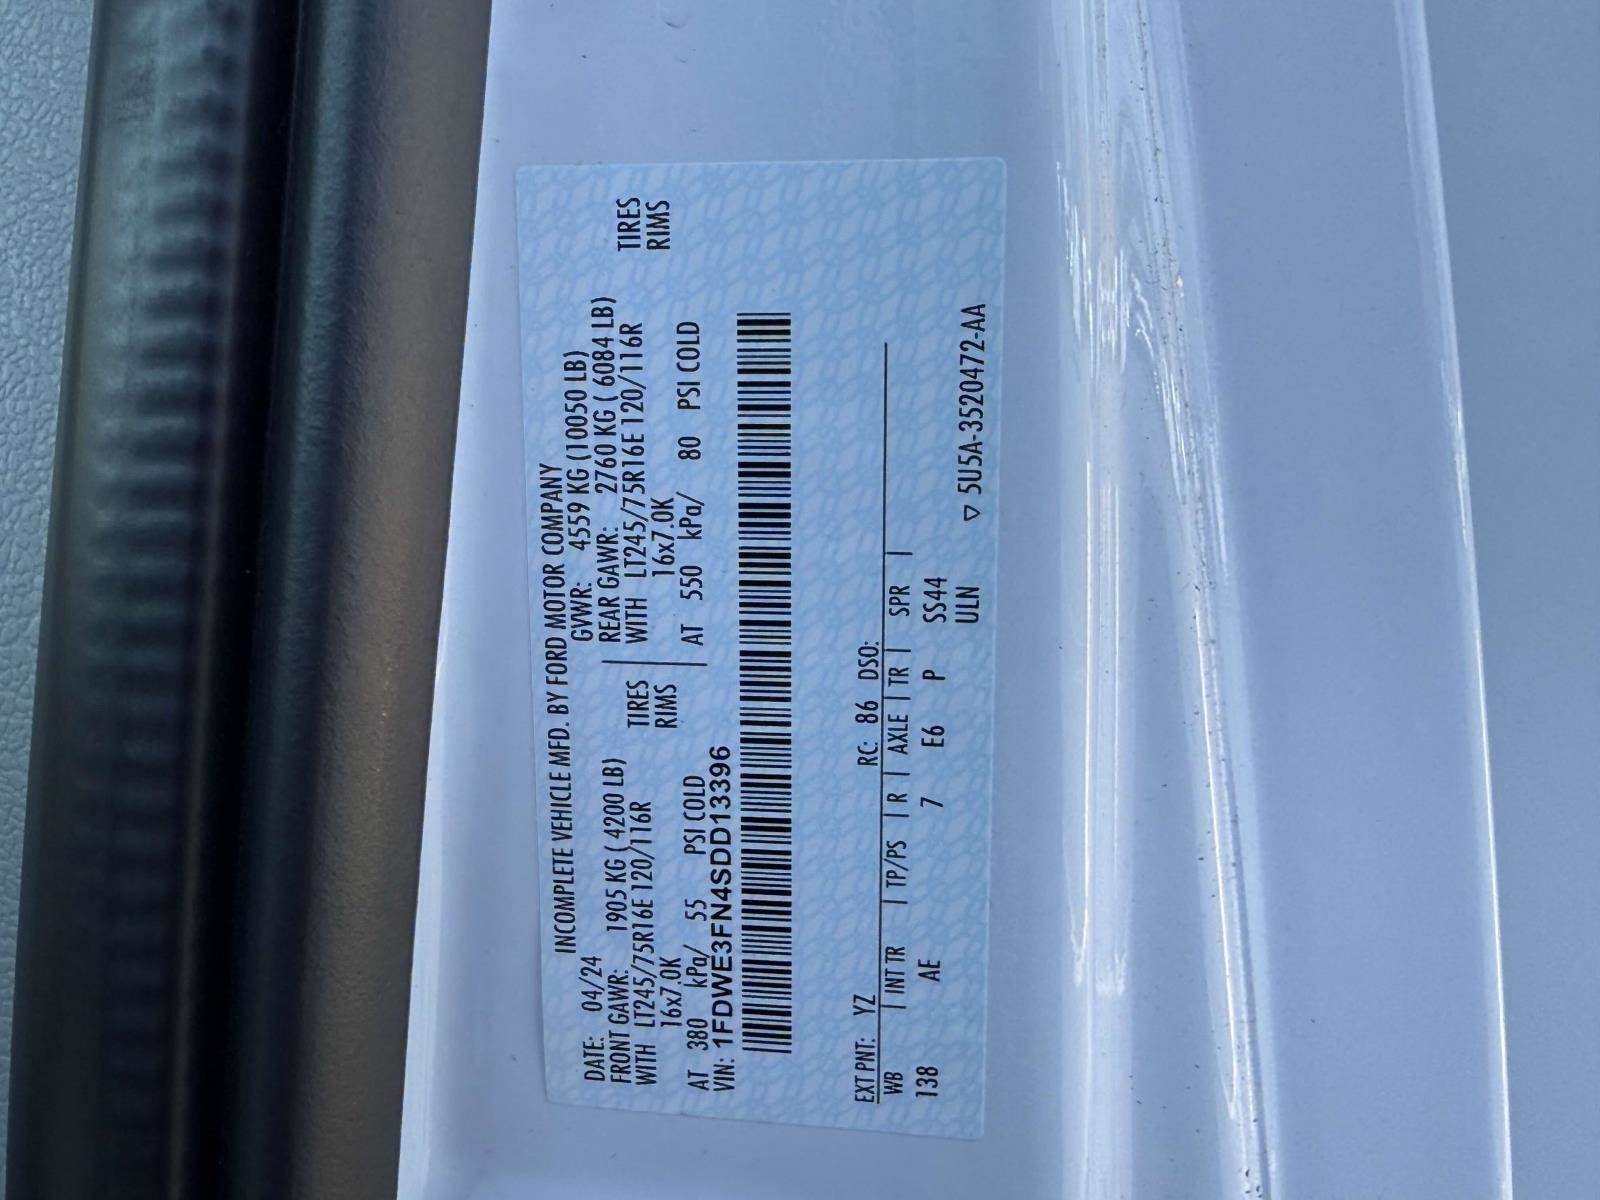 INCOMPLETE VEHICLE MFD. BY FORD MOTOR COMPANY
DATE: 04/24 GVWR: 4559 KG (10050 LB)
FRONT GAWR: 1905 KG ( 4200 LB) REAR GAWR: 2760 KG ( 6084 LB)
WITH LT245/75R16E 120/116R TIRES WITH LT245/75R16E 120/116R TIRES
16x7.0K RIMS 16x7.0K RIMS
AT 380 kPa/ 55 PSI COLD AT 550 kPa/ 80 PSI COLD
VIN: 1FDWE3FN4SDD13396
EXT PNT: YZ RC: 86 DSO:
WB | INT TR | TP/PS | R | AXLE | TR | SPR |
138 AE 7 E6 P SS44
ULN
▽ 5U5A-3520472-AA